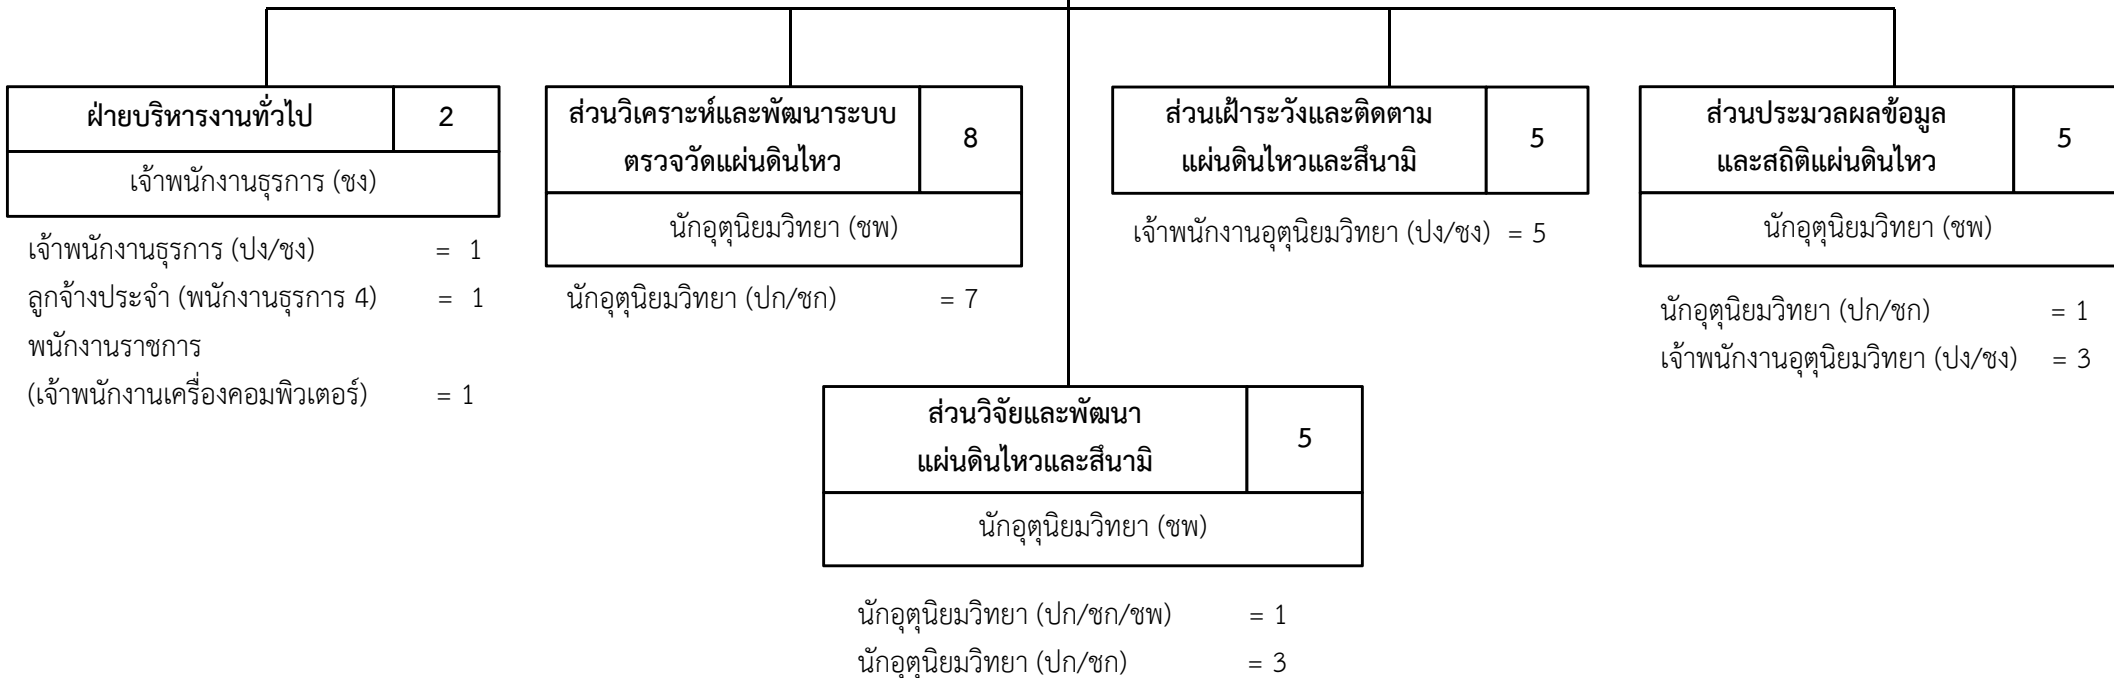 ฝ่ายบริหารงานทั่วไป 2
เจ้าพนักงานธุรการ (ชง)
เจ้าพนักงานธุรการ (ปง/ชง) = 1
ลูกจ้างประจำ (พนักงานธุรการ 4) = 1
พนักงานราชการ
(เจ้าพนักงานเครื่องคอมพิวเตอร์) = 1
ส่วนวิเคราะห์และพัฒนาระบบ
ตรวจวัดแผ่นดินไหว
8
นักอุตุนิยมวิทยา (ชพ)
นักอุตุนิยมวิทยา (ปก/ชก) = 7
ส่วนเฝ้าระวังและติดตาม
แผ่นดินไหวและสึนามิ
5
เจ้าพนักงานอุตุนิยมวิทยา (ปง/ชง) = 5
ส่วนประมวลผลข้อมูล
และสถิติแผ่นดินไหว
5
นักอุตุนิยมวิทยา (ชพ)
นักอุตุนิยมวิทยา (ปก/ชก) = 1
เจ้าพนักงานอุตุนิยมวิทยา (ปง/ชง) = 3
ส่วนวิจัยและพัฒนา
แผ่นดินไหวและสึนามิ
5
นักอุตุนิยมวิทยา (ชพ)
นักอุตุนิยมวิทยา (ปก/ชก/ชพ) = 1
นักอุตุนิยมวิทยา (ปก/ชก) = 3